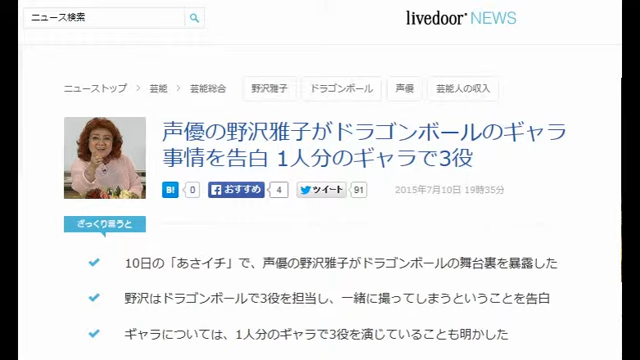 ニュース検索
livedoor NEWS
ニューストップ > 芸能 > 芸能総合 野沢雅子 ドラゴンボール 声優 芸能人の収入
声優の野沢雅子がドラゴンボールのギャラ
事情を告白 1人分のギャラで3役
B! 0 おすすめ 4 ツイート 91 2015年7月10日 19時35分
ざっくり言うと
10日の「あさイチ」で、声優の野沢雅子がドラゴンボールの舞台裏を暴露した
野沢はドラゴンボールで3役を担当し、一緒に撮ってしまうということを告白
ギャラについては、1人分のギャラで3役を演じていることも明かした